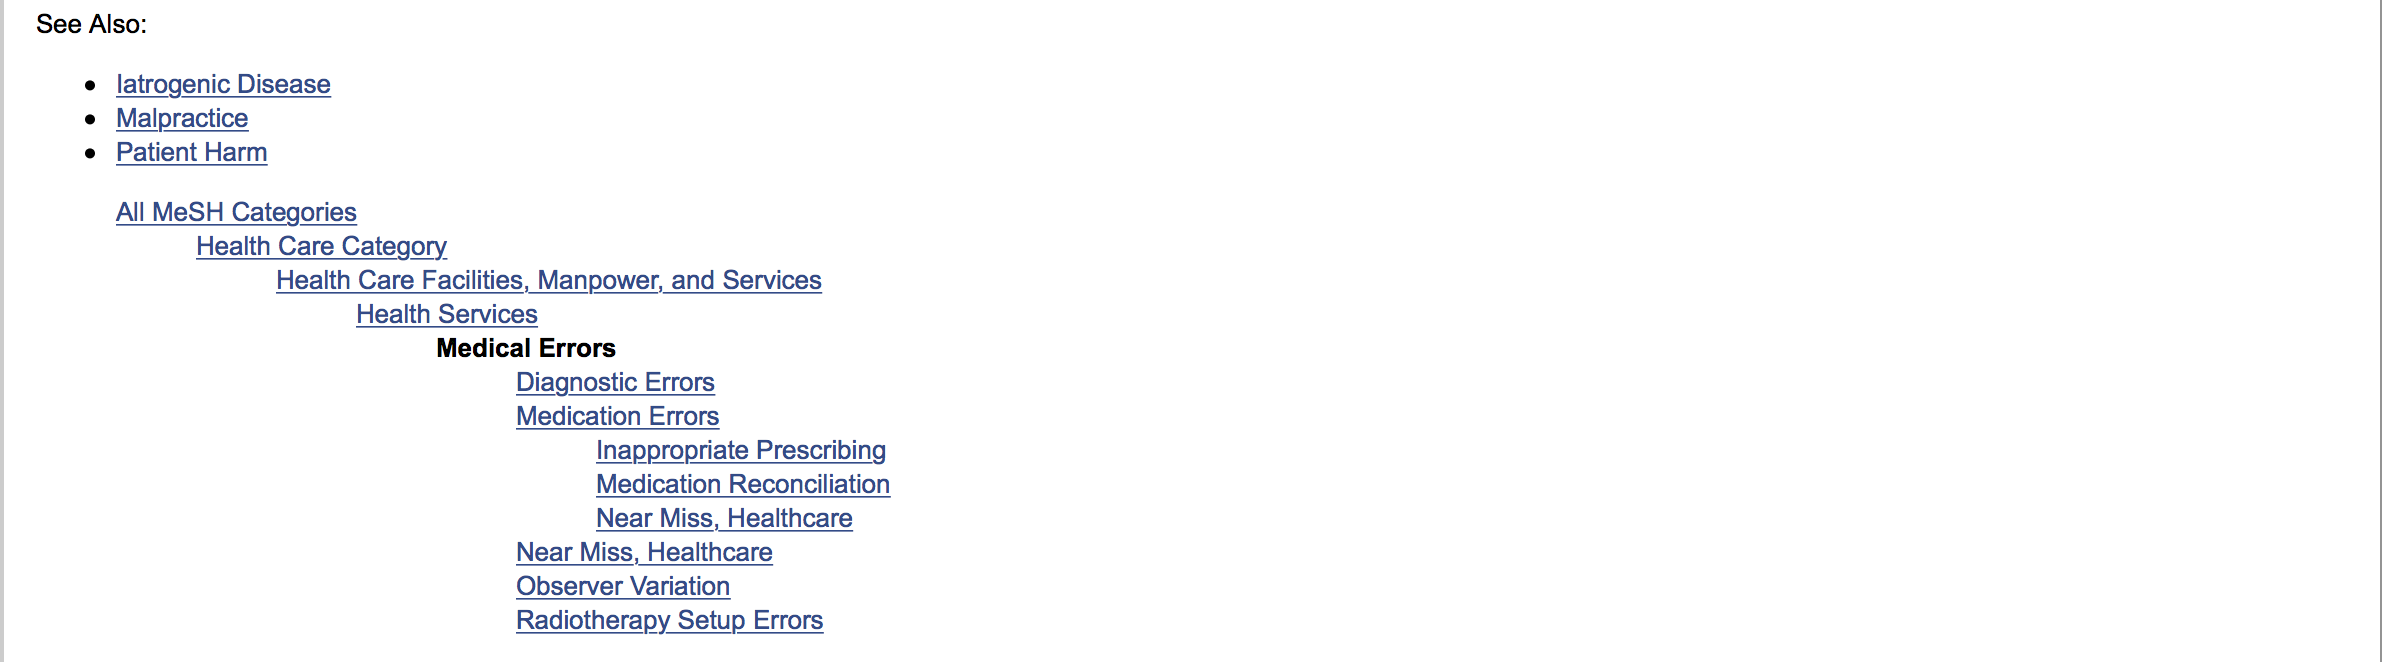 See Also:
Iatrogenic Disease
Malpractice
Patient Harm
All MeSH Categories
Health Care Category
Health Care Facilities, Manpower, and Services
Health Services
Medical Errors
Diagnostic Errors
Medication Errors
Inappropriate Prescribing
Medication Reconciliation
Near Miss, Healthcare
Near Miss, Healthcare
Observer Variation
Radiotherapy Setup Errors